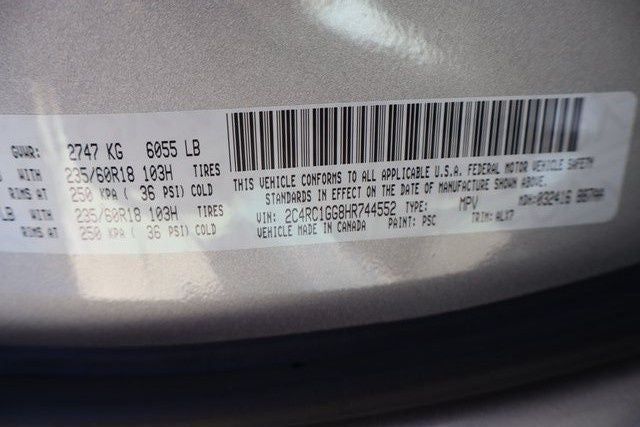 GVWR: 2747 KG 6055 LB
WITH 235/60R18 103H TIRES
RIMS AT 250 KPA ( 36 PSI) COLD
LB WITH 235/60R18 103H TIRES
RIMS AT 250 KPA ( 36 PSI) COLD
THIS VEHICLE CONFORMS TO ALL APPLICABLE U.S.A. FEDERAL MOTOR VEHICLE SAFETY
STANDARDS IN EFFECT ON THE DATE OF MANUFACTURE SHOWN ABOVE.
VIN: 2C4RC1GG8HR744552 TYPE: MPV MDH:032416
VEHICLE MADE IN CANADA PAINT: PSC TRIM: ALX7